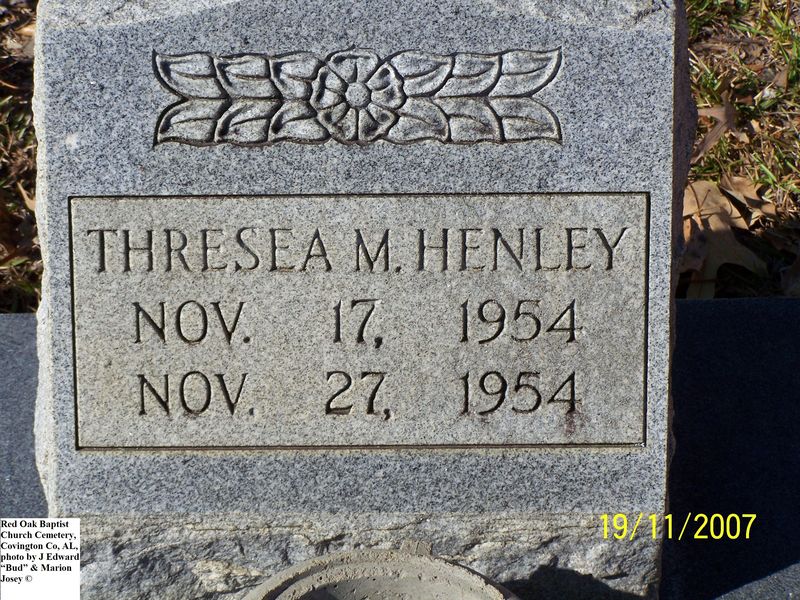 THRESEA M. HENLEY
NOV. 17, 1954
NOV. 27, 1954
19/11/2007
Red Oak Baptist
Church Cemetery,
Covington Co, AL,
photo by J Edward
“Bud” & Marion
Josey ©